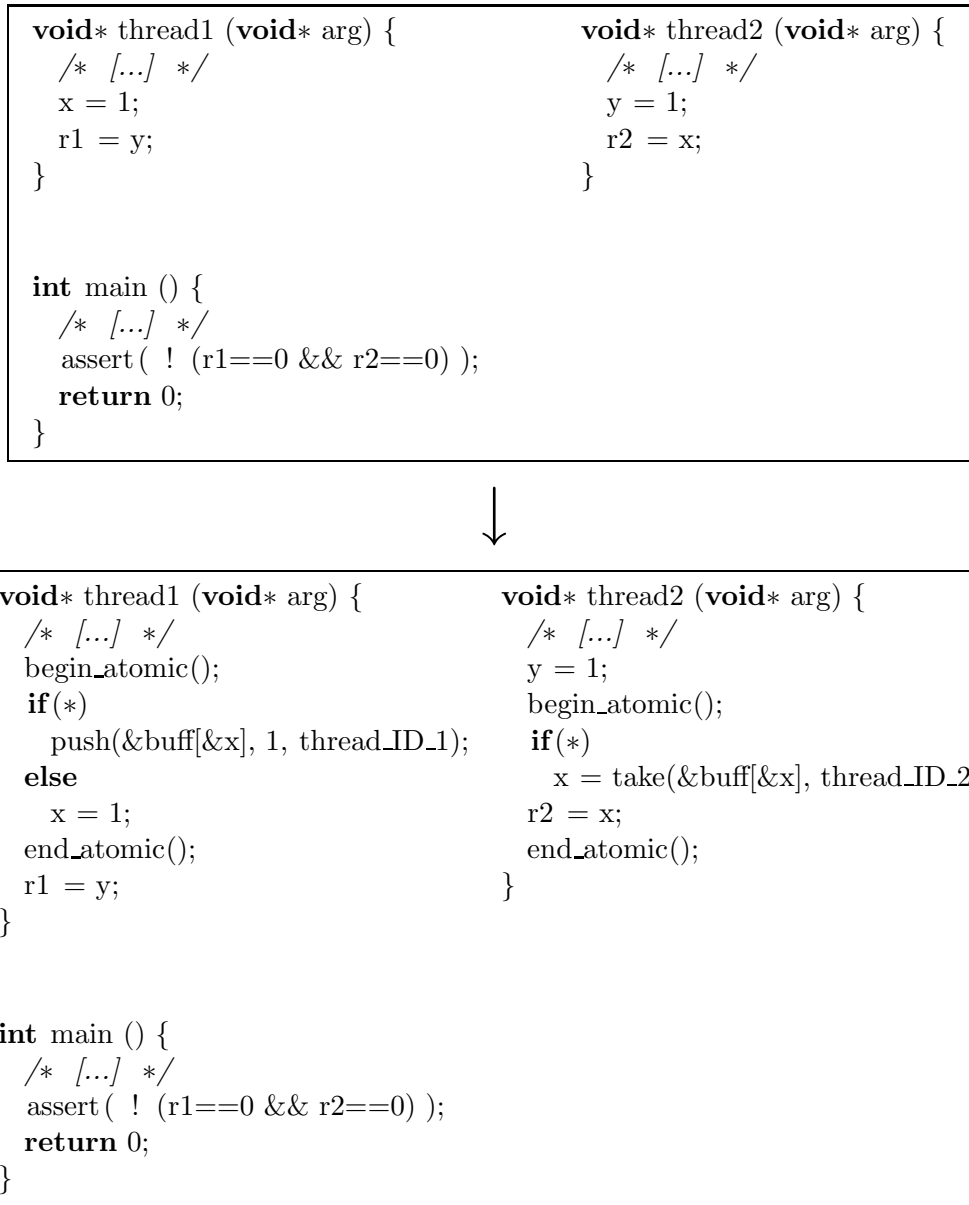 void* thread1 (void* arg) {
/* [...] */
x = 1;
r1 = y;
}
void* thread2 (void* arg) {
/* [...] */
y = 1;
r2 = x;
}
int main () {
/* [...] */
assert( ! (r1==0 && r2==0) );
return 0;
}
↓
void* thread1 (void* arg) {
/* [...] */
begin_atomic();
if(*)
push(&buff[&x], 1, thread_ID_1);
else
x = 1;
end_atomic();
r1 = y;
}
void* thread2 (void* arg) {
/* [...] */
y = 1;
begin_atomic();
if(*)
x = take(&buff[&x], thread_ID_2
r2 = x;
end_atomic();
}
int main () {
/* [...] */
assert( ! (r1==0 && r2==0) );
return 0;
}